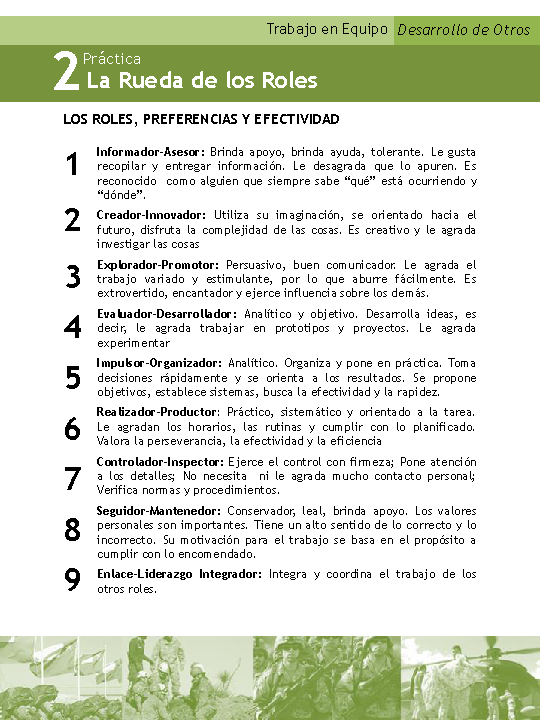 Trabajo en Equipo Desarrollo de Otros
2 Práctica
La Rueda de los Roles
LOS ROLES, PREFERENCIAS Y EFECTIVIDAD
1
Informador-Asesor: Brinda apoyo, brinda ayuda, tolerante. Le gusta
recopilar y entregar información. Le desagrada que lo apuren. Es
reconocido como alguien que siempre sabe “qué” está ocurriendo y
“dónde”.
2
Creador-Innovador: Utiliza su imaginación, se orientado hacia el
futuro, disfruta la complejidad de las cosas. Es creativo y le agrada
investigar las cosas
3
Explorador-Promotor: Persuasivo, buen comunicador. Le agrada el
trabajo variado y estimulante, por lo que aburre fácilmente. Es
extrovertido, encantador y ejerce influencia sobre los demás.
4
Evaluador-Desarrollador: Analítico y objetivo. Desarrolla ideas, es
decir, le agrada trabajar en prototipos y proyectos. Le agrada
experimentar
5
Impulsor-Organizador: Analítico. Organiza y pone en práctica. Toma
decisiones rápidamente y se orienta a los resultados. Se propone
objetivos, establece sistemas, busca la efectividad y la rapidez.
6
Realizador-Productor: Práctico, sistemático y orientado a la tarea.
Le agradan los horarios, las rutinas y cumplir con lo planificado.
Valora la perseverancia, la efectividad y la eficiencia
7
Controlador-Inspector: Ejerce el control con firmeza; Pone atención
a los detalles; No necesita ni le agrada mucho contacto personal;
Verifica normas y procedimientos.
8
Seguidor-Mantenedor: Conservador, leal, brinda apoyo. Los valores
personales son importantes. Tiene un alto sentido de lo correcto y lo
incorrecto. Su motivación para el trabajo se basa en el propósito a
cumplir con lo encomendado.
9
Enlace-Liderazgo Integrador: Integra y coordina el trabajo de los
otros roles.